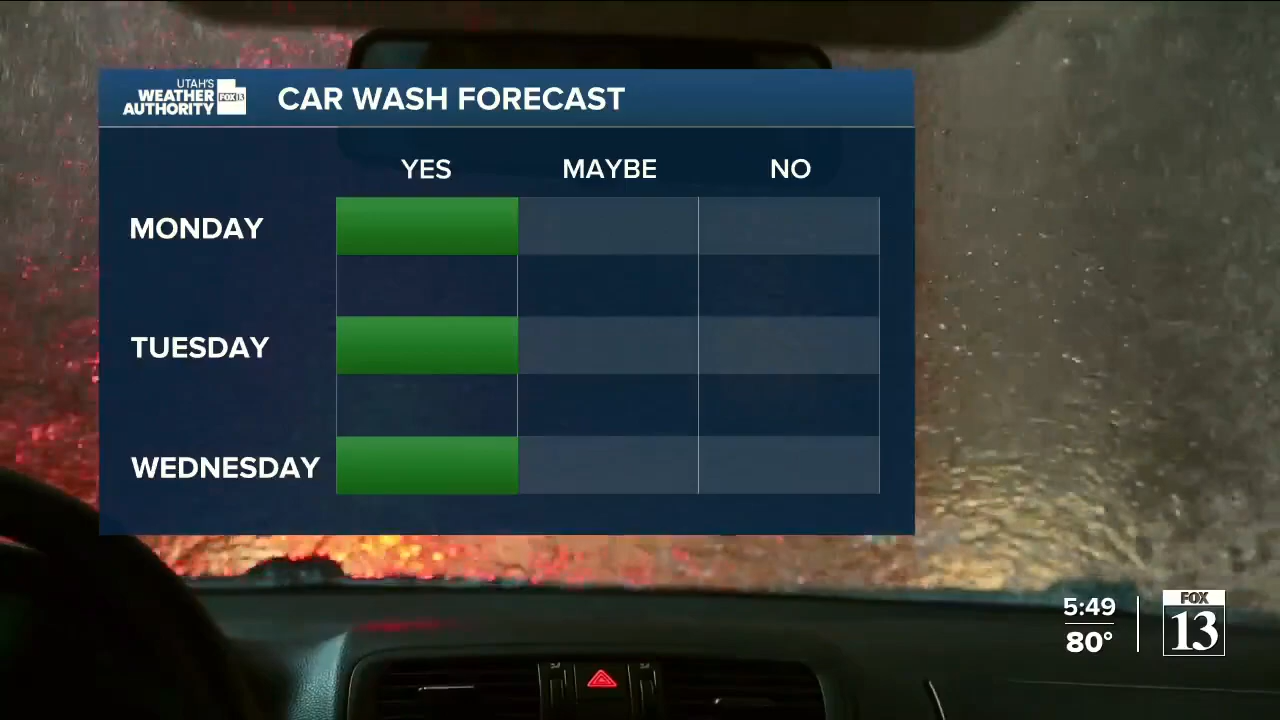 UTAH'S
WEATHER
AUTHORITY
FOX 13
CAR WASH FORECAST
YES MAYBE NO
MONDAY
TUESDAY
WEDNESDAY
5:49
80°
FOX
13